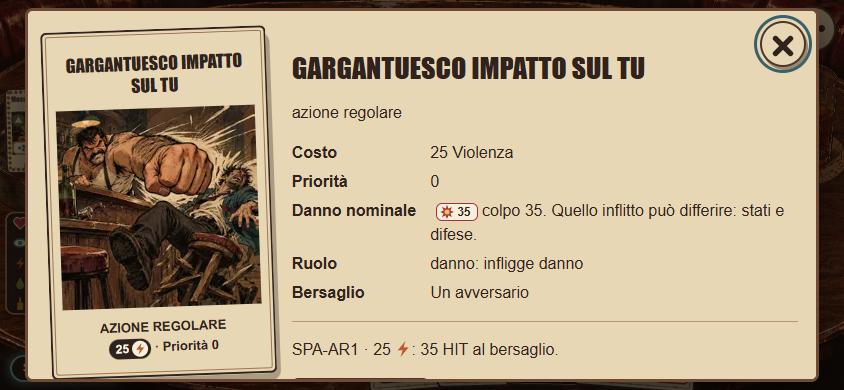 GARGANTUESCO IMPATTO
SUL TU
AZIONE REGOLARE
25 · Priorità 0
GARGANTUESCO IMPATTO SUL TU
azione regolare
Costo 25 Violenza
Priorità 0
Danno nominale 35 colpo 35. Quello inflitto può differire: stati e
difese.
Ruolo danno: infligge danno
Bersaglio Un avversario
SPA-AR1 · 25 : 35 HIT al bersaglio.